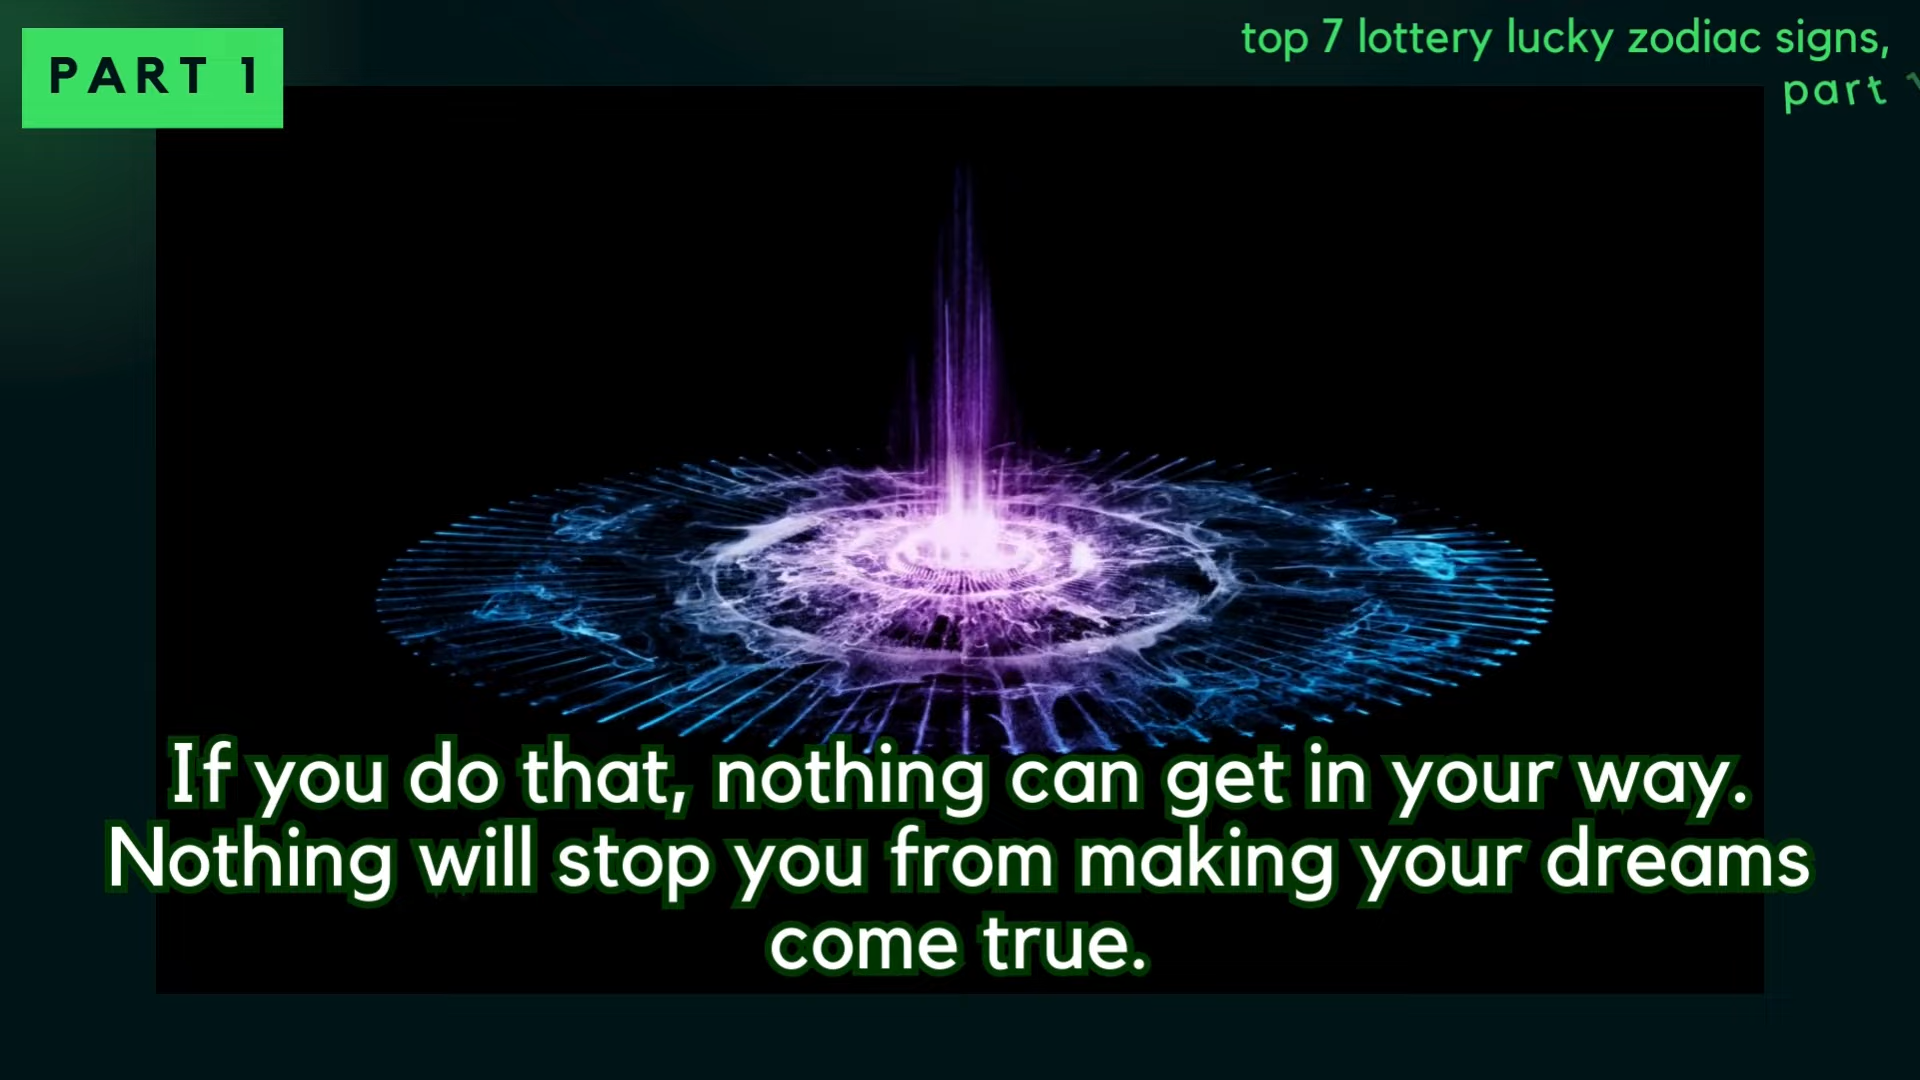 PART 1
top 7 lottery lucky zodiac signs,
part 1
If you do that, nothing can get in your way.
Nothing will stop you from making your dreams
come true.